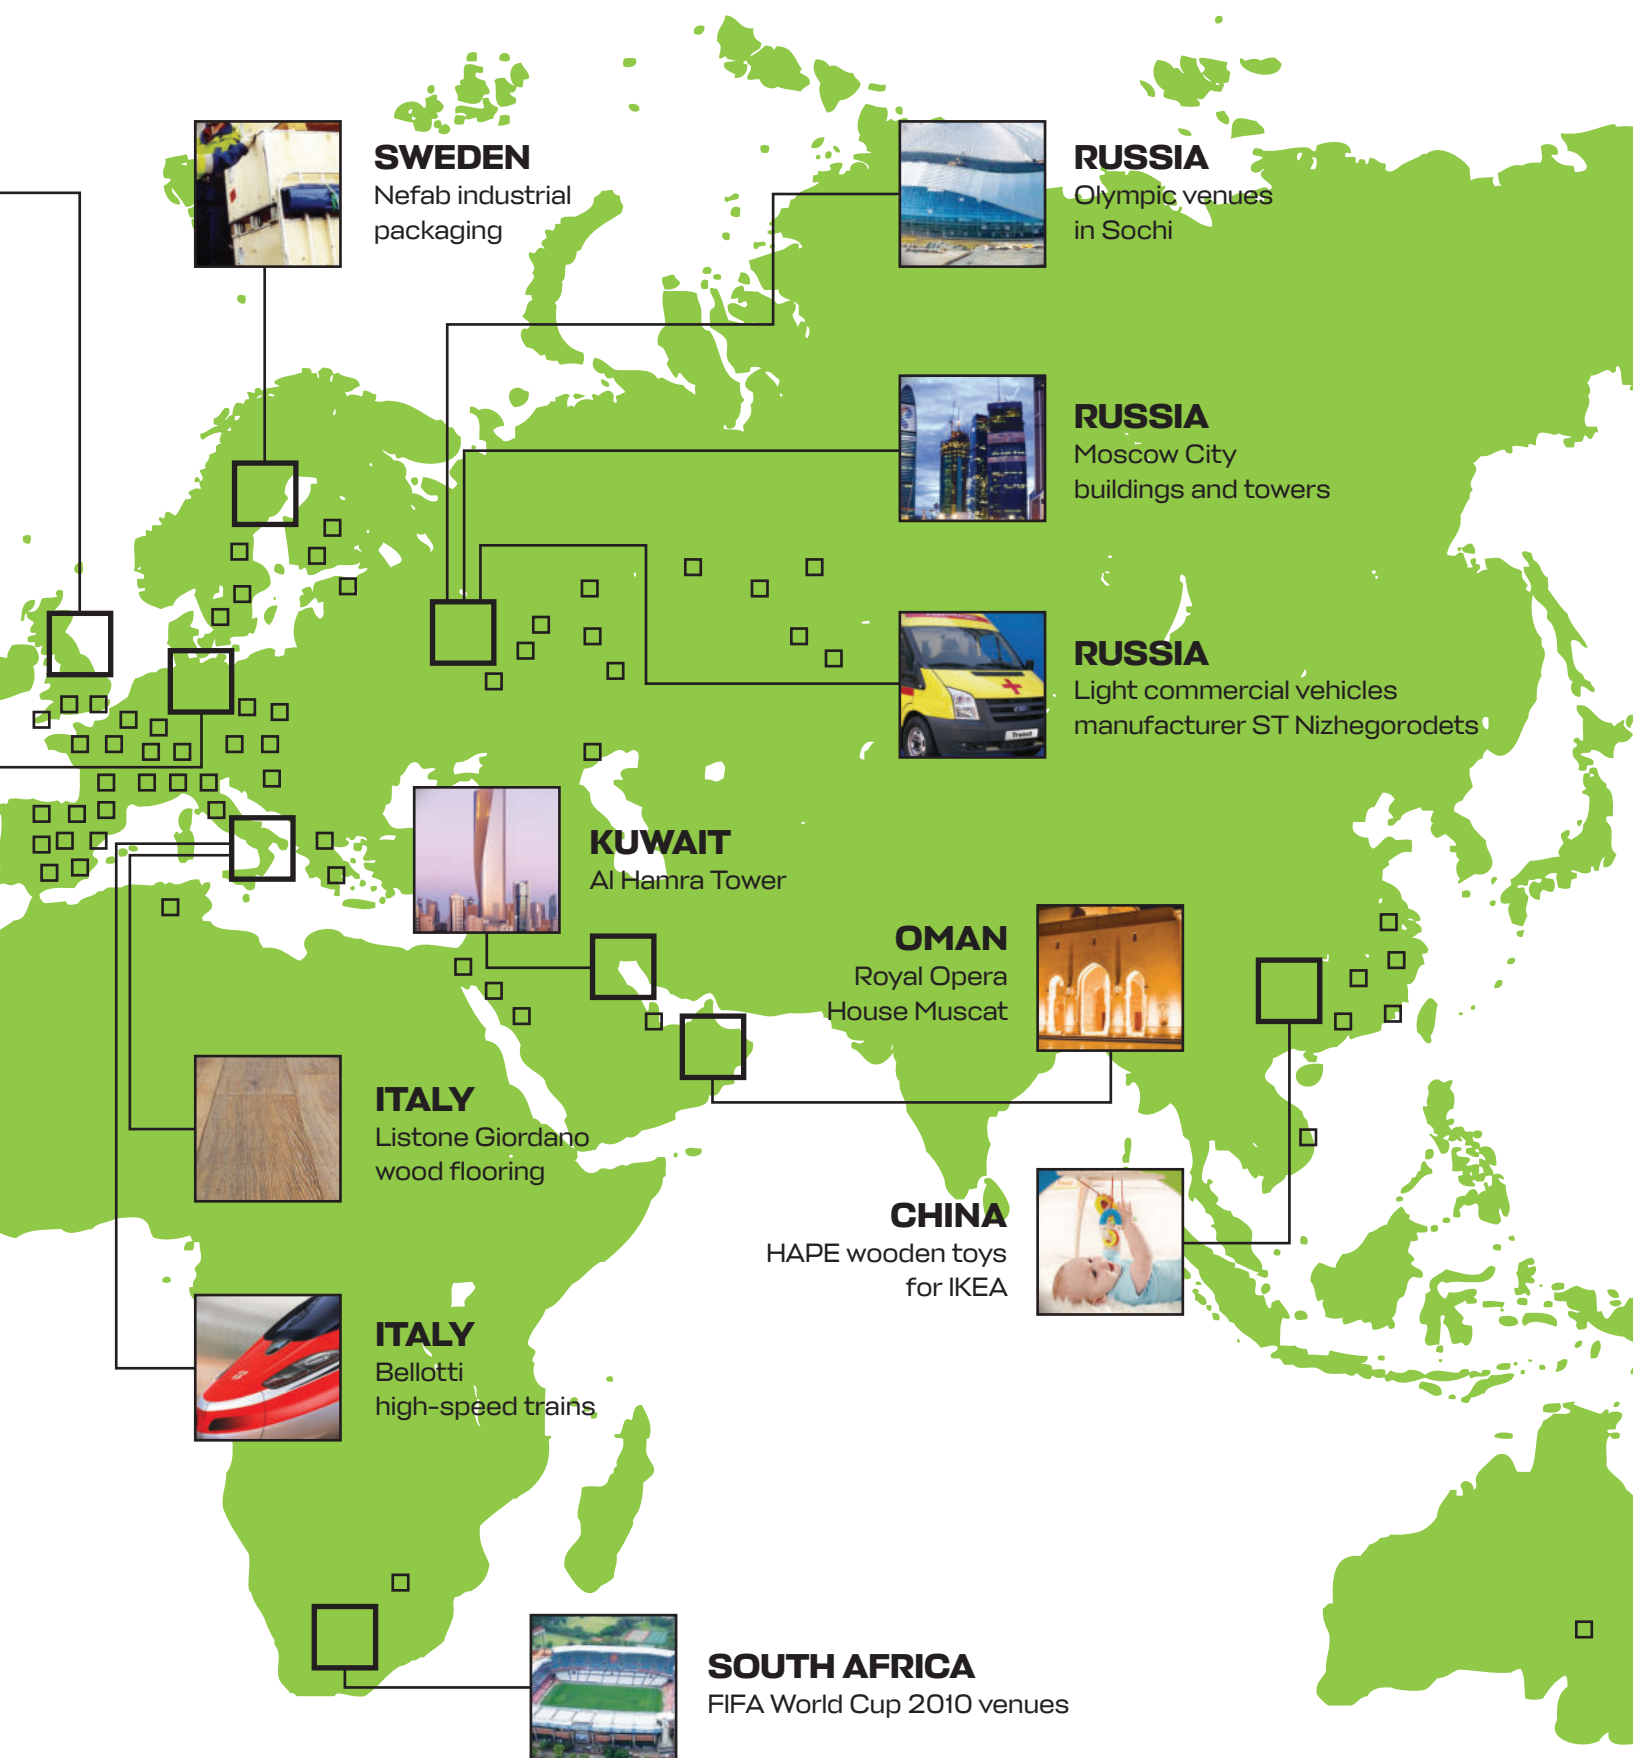 SWEDEN
Nefab industrial
packaging
RUSSIA
Olympic venues
in Sochi
RUSSIA
Moscow City
buildings and towers
RUSSIA
Light commercial vehicles
manufacturer ST Nizhegorodets
Transit
KUWAIT
Al Hamra Tower
OMAN
Royal Opera
House Muscat
ITALY
Listone Giordano
wood flooring
CHINA
HAPE wooden toys
for IKEA
ITALY
Bellotti
high-speed trains
SOUTH AFRICA
FIFA World Cup 2010 venues